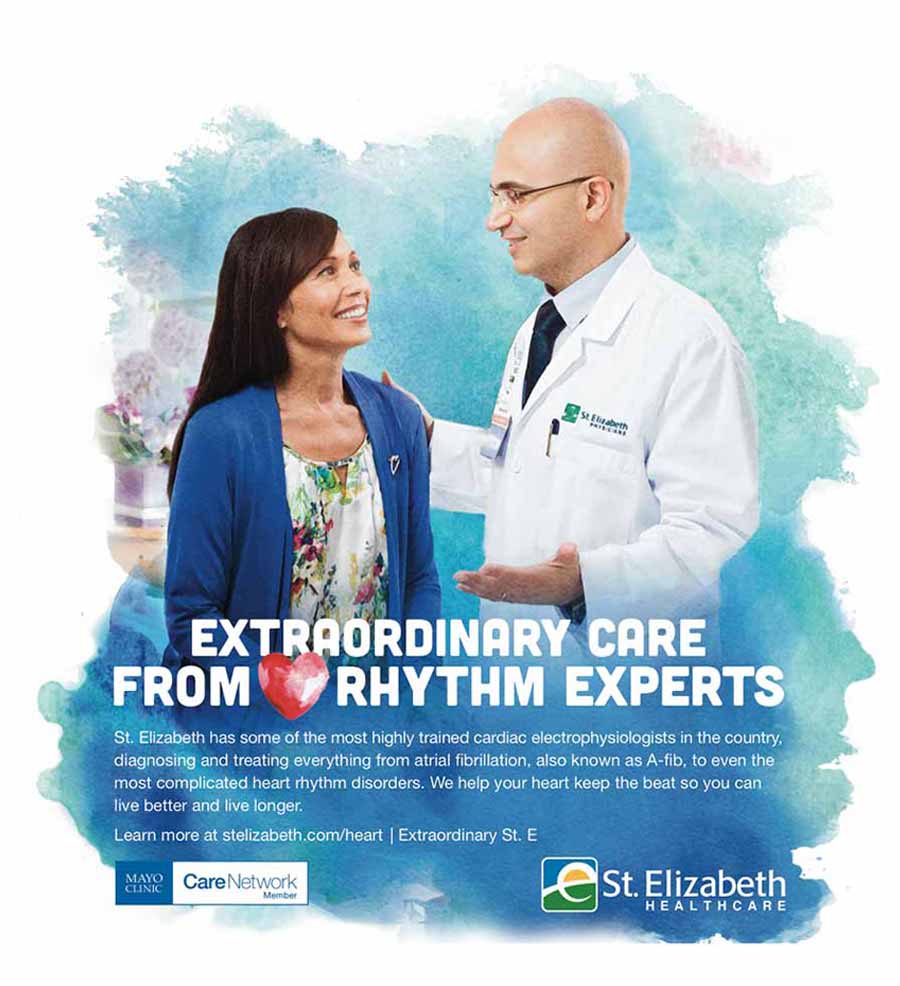 St. Elizabeth
PHYSICIANS
EXTRAORDINARY CARE
FROM RHYTHM EXPERTS
St. Elizabeth has some of the most highly trained cardiac electrophysiologists in the country,
diagnosing and treating everything from atrial fibrillation, also known as A-fib, to even the
most complicated heart rhythm disorders. We help your heart keep the beat so you can
live better and live longer.
Learn more at stelizabeth.com/heart | Extraordinary St. E
MAYO
CLINIC
CareNetwork
Member
St. Elizabeth
HEALTHCARE